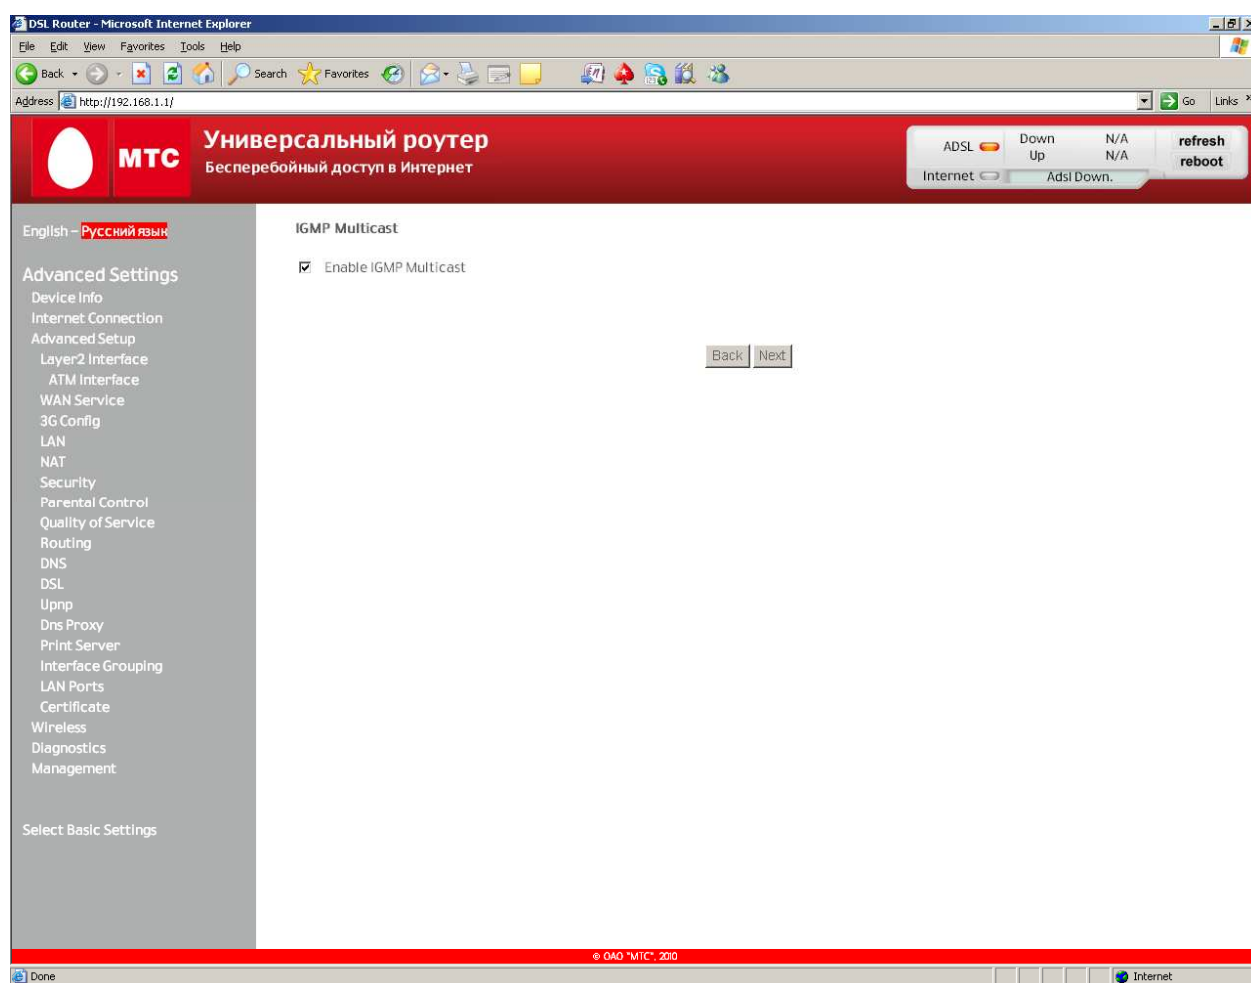 DSL Router - Microsoft Internet Explorer
File Edit View Favorites Tools Help
Back Search Favorites
Address http://192.168.1.1/ Go Links
МТС
Универсальный роутер
Бесперебойный доступ в Интернет
ADSL Down N/A
Up N/A
Internet Adsl Down.
refresh
reboot
English – Русский язык
Advanced Settings
Device Info
Internet Connection
Advanced Setup
Layer2 Interface
ATM Interface
WAN Service
3G Config
LAN
NAT
Security
Parental Control
Quality of Service
Routing
DNS
DSL
Upnp
Dns Proxy
Print Server
Interface Grouping
LAN Ports
Certificate
Wireless
Diagnostics
Management
Select Basic Settings
IGMP Multicast
Enable IGMP Multicast
Back Next
© ОАО "МТС", 2010
Done Internet